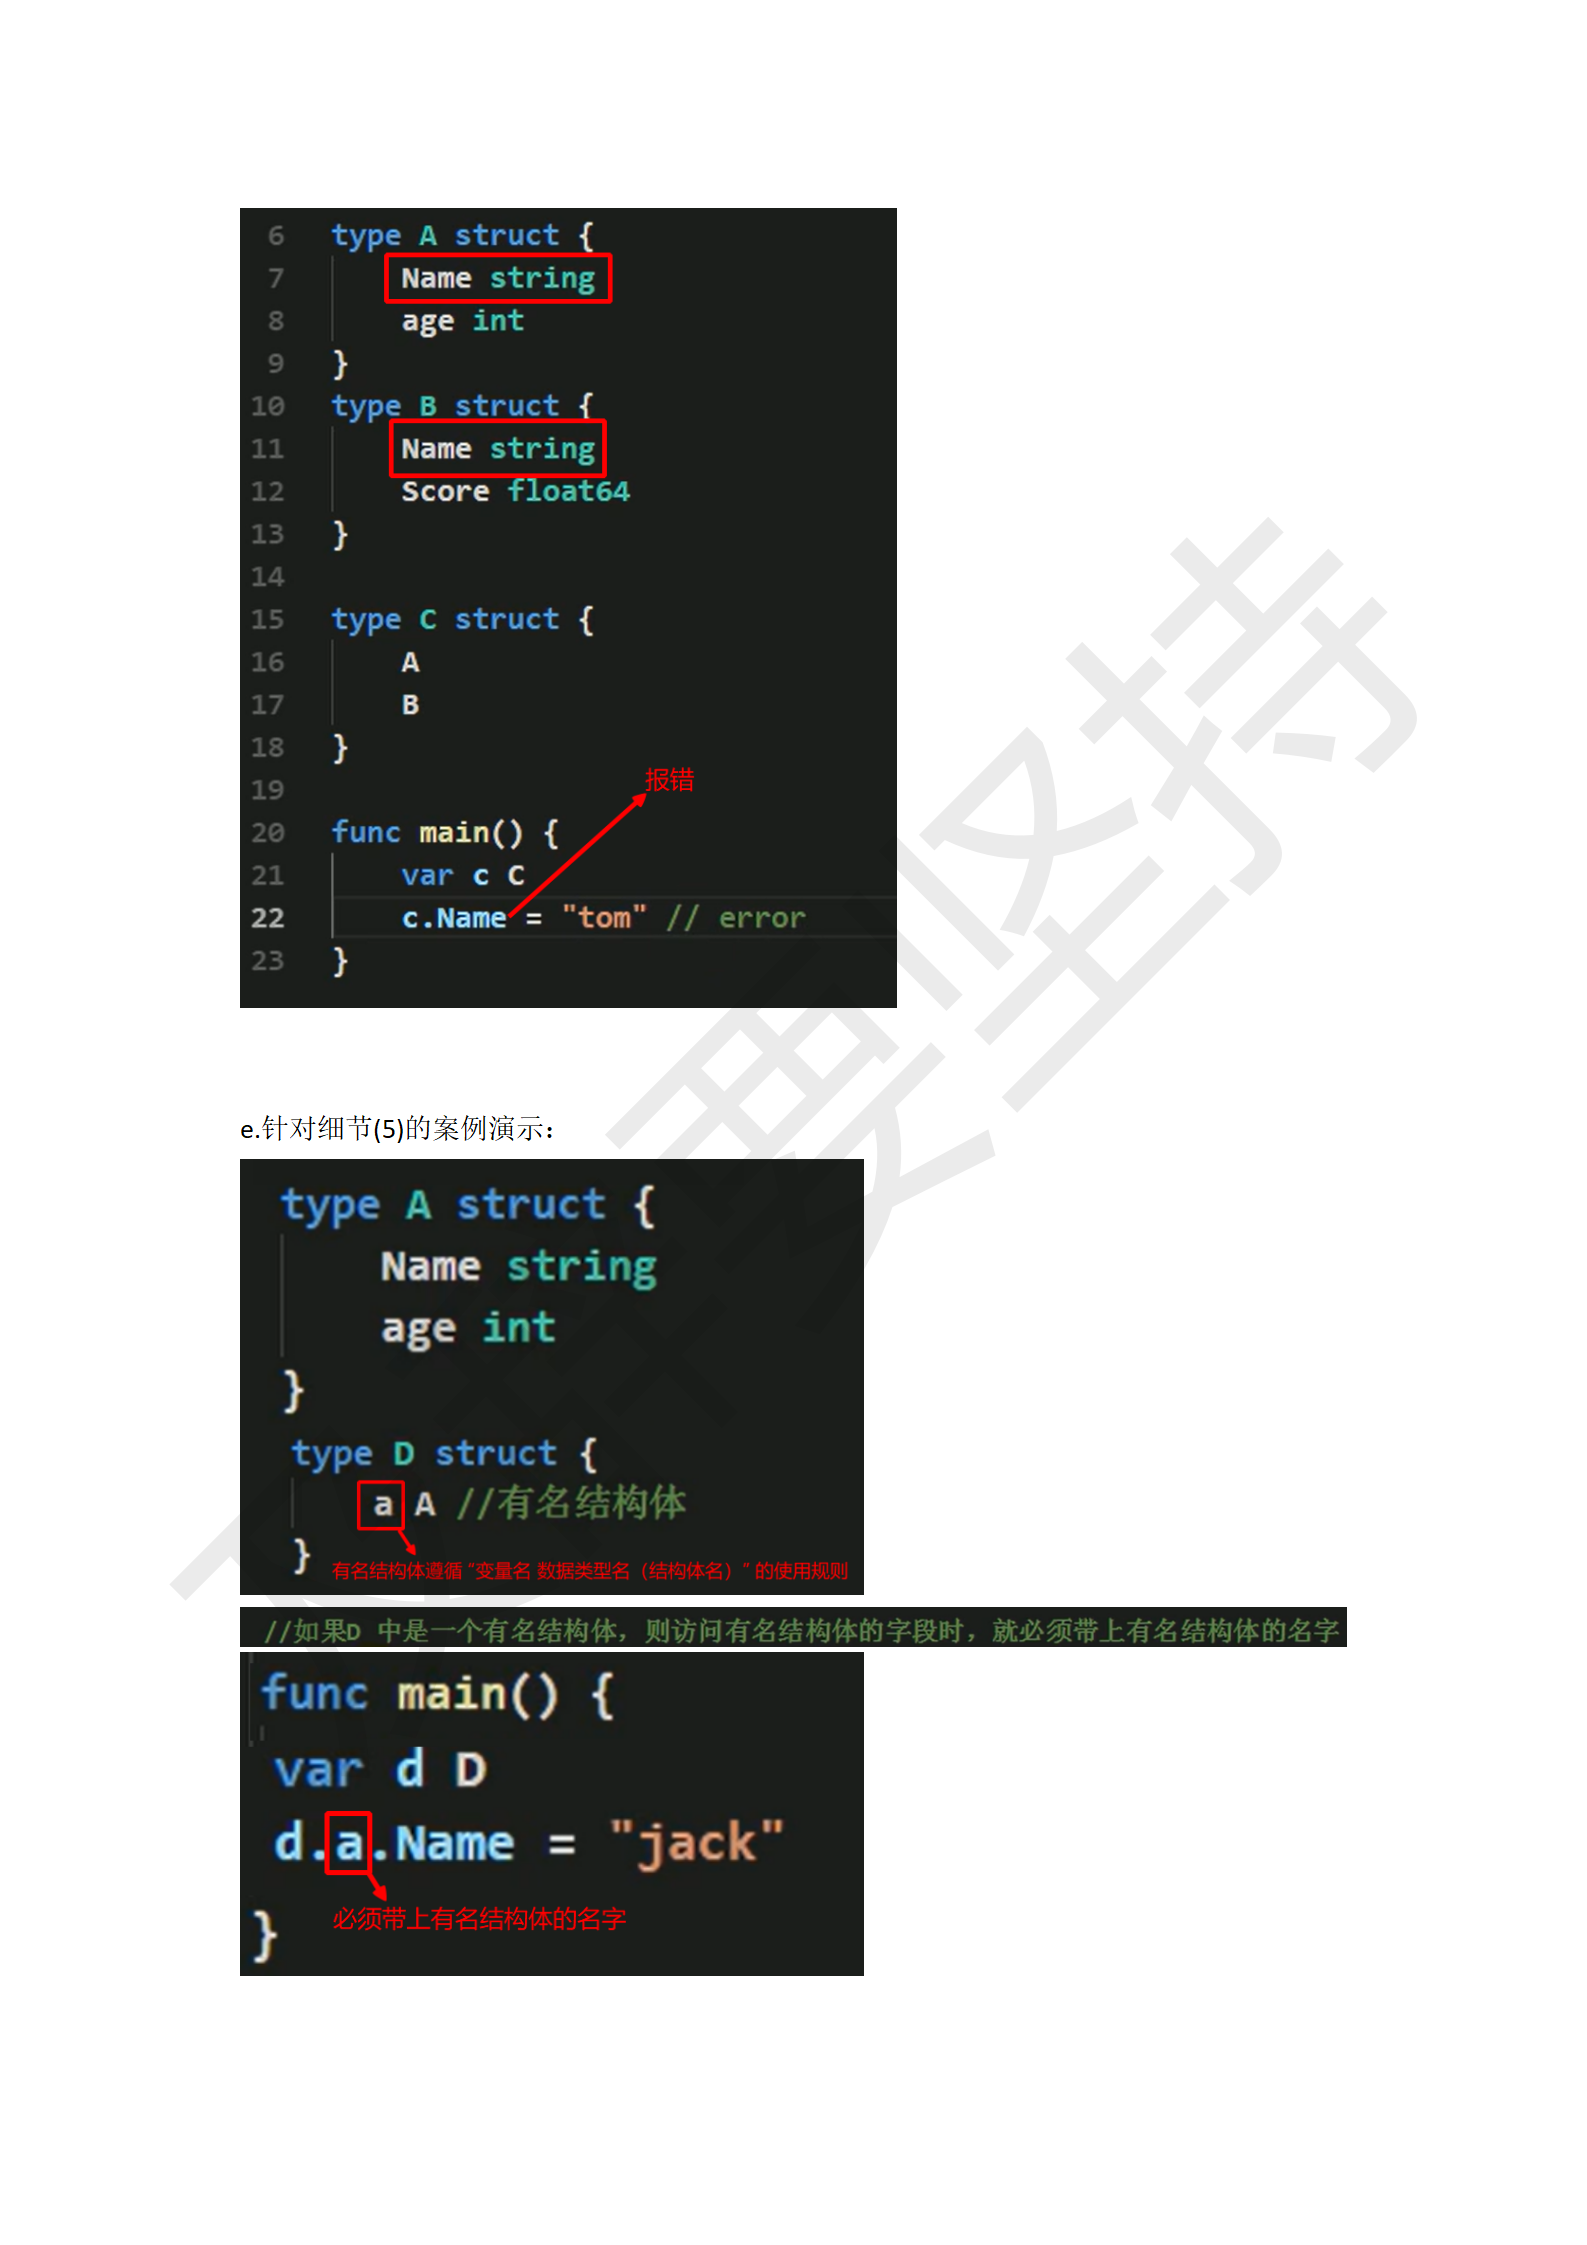 6 type A struct {
7 Name string
8 age int
9 }
10 type B struct {
11 Name string
12 Score float64
13 }
14
15 type C struct {
16 A
17 B
18 }
19
报错
20 func main() {
21 var c C
22 c.Name = "tom" // error
23 }
e.针对细节(5)的案例演示：
type A struct {
Name string
age int
}
type D struct {
a A //有名结构体
}
有名结构体遵循 “变量名 数据类型名（结构体名）” 的使用规则
//如果D 中是一个有名结构体，则访问有名结构体的字段时，就必须带上有名结构体的名字
func main() {
var d D
d.a.Name = "jack"
必须带上有名结构体的名字
}
要坚持